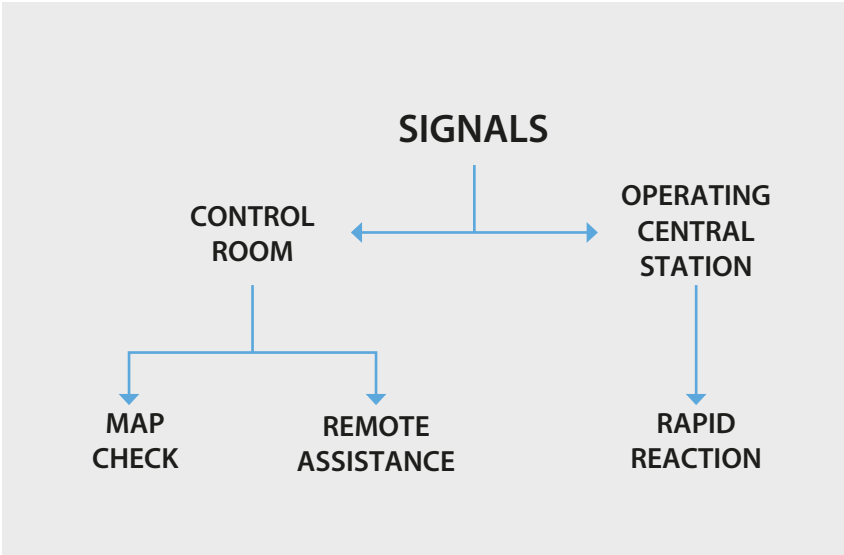 SIGNALS
CONTROL
ROOM
OPERATING
CENTRAL
STATION
MAP
CHECK
REMOTE
ASSISTANCE
RAPID
REACTION